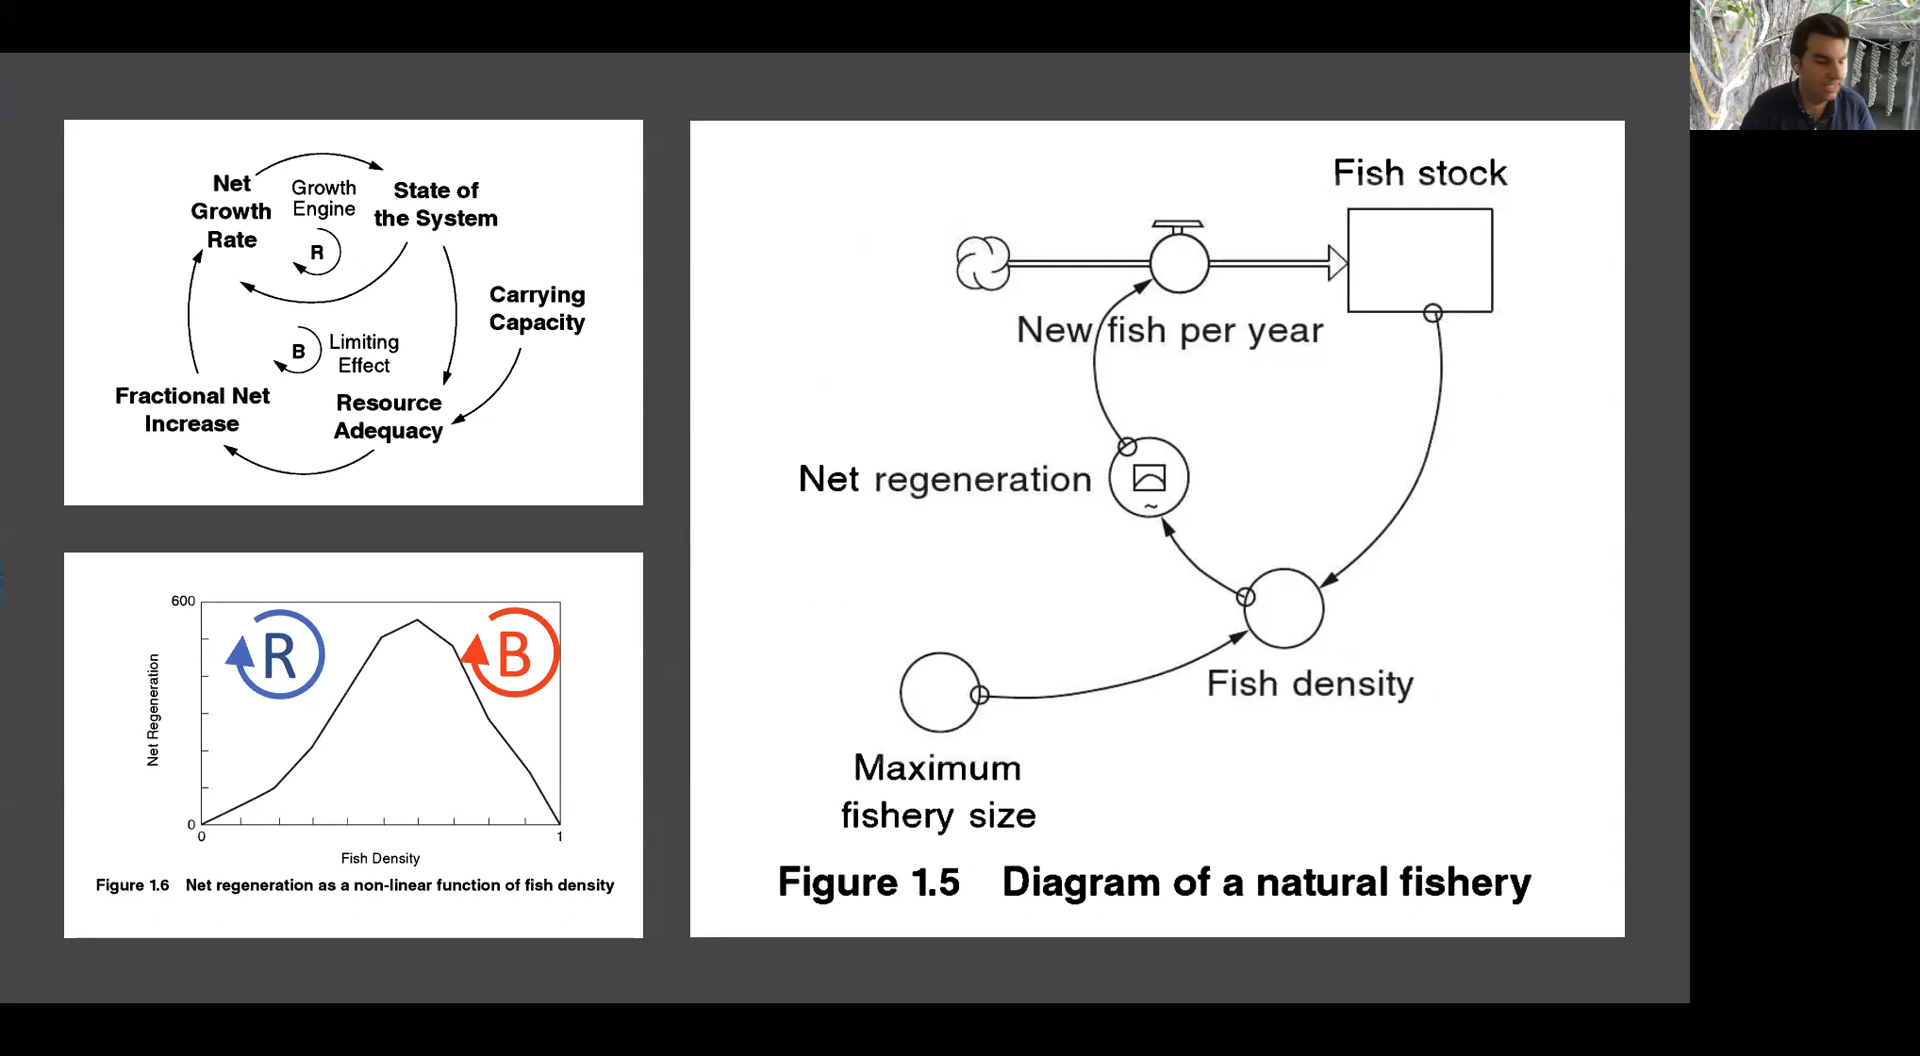 Net
Growth
Rate
Growth
Engine
State of
the System
R
Carrying
Capacity
B
Limiting
Effect
Fractional Net
Increase
Resource
Adequacy
600
R
B
Net Regeneration
0
0
1
Fish Density
Figure 1.6 Net regeneration as a non-linear function of fish density
Fish stock
New fish per year
Net regeneration
~
Fish density
Maximum
fishery size
Figure 1.5 Diagram of a natural fishery